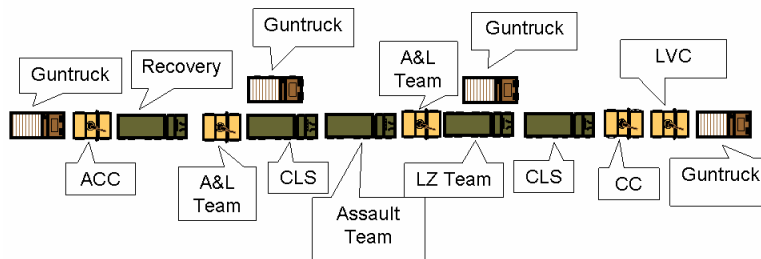 Guntruck
A&L
Team
Guntruck
LVC
Guntruck
Recovery
ACC
A&L
Team
CLS
Assault
Team
LZ Team
CLS
CC
Guntruck